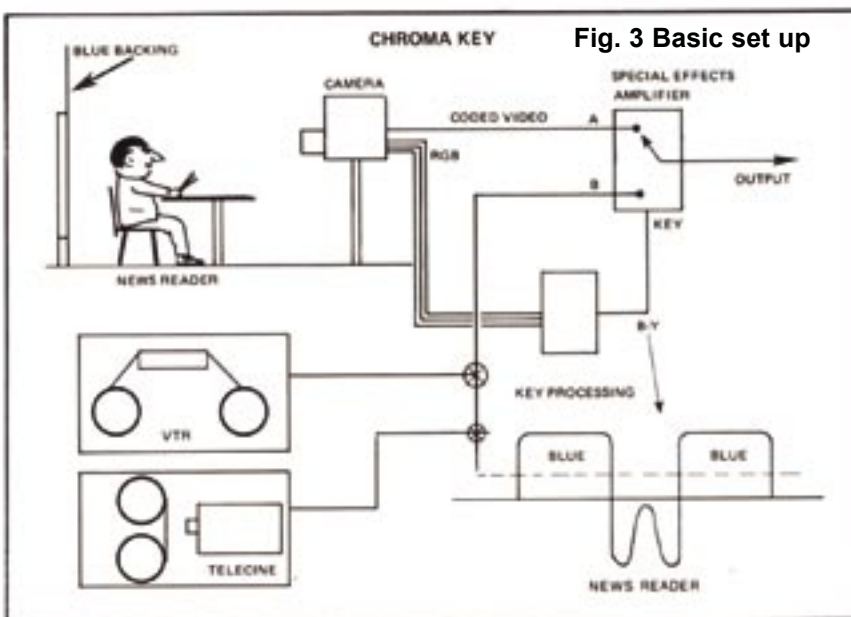 CHROMA KEY
Fig. 3 Basic set up
BLUE BACKING
CAMERA
SPECIAL EFFECTS
AMPLIFIER
CODED VIDEO
A
RGB
OUTPUT
B
KEY
NEWS READER
B-Y
KEY PROCESSING
VTR
BLUE
BLUE
TELECINE
NEWS READER